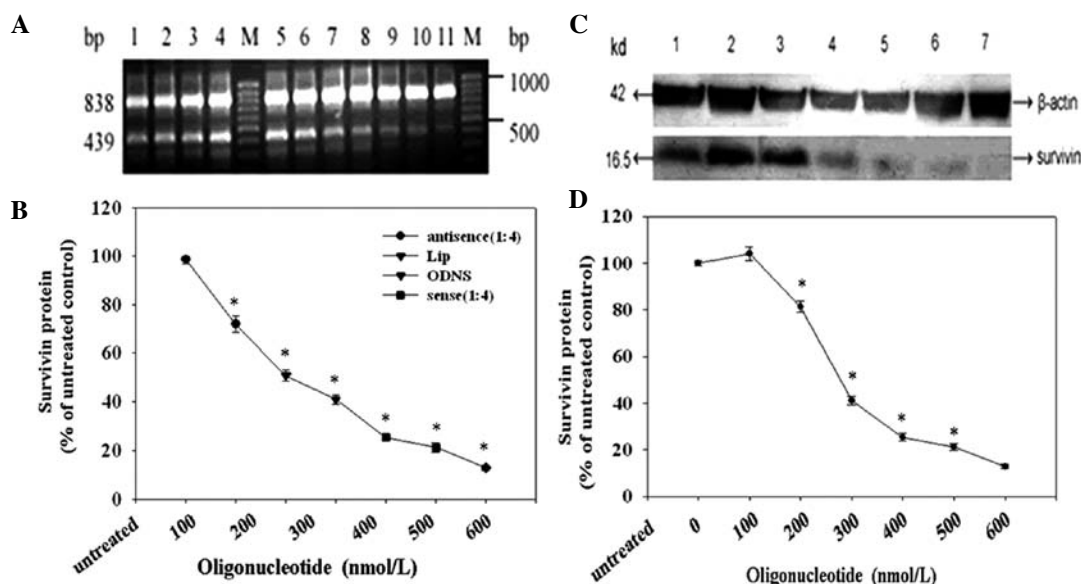 A
bp 1 2 3 4 M 5 6 7 8 9 10 11 M bp
838
439
1000
500
C
kd 1 2 3 4 5 6 7
42
β-actin
16.5
survivin
B
Survivin protein
(% of untreated control)
120
100
80
60
40
20
0
antisence(1:4)
Lip
ODNS
sense(1:4)
*
*
*
*
*
*
untreated 100 200 300 400 500 600
Oligonucleotide (nmol/L)
D
Survivin protein
(% of untreated control)
120
100
80
60
40
20
0
*
*
*
*
untreated 0 100 200 300 400 500 600
Oligonucleotide (nmol/L)